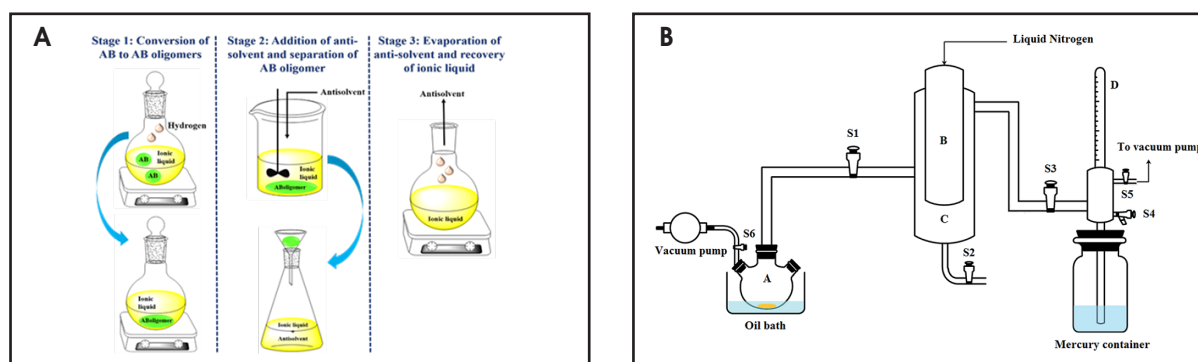 A
Stage 1: Conversion of
AB to AB oligomers
Hydrogen
AB
Ionic
liquid
AB
Ionic
liquid
ABoligomer
Stage 2: Addition of anti-
solvent and separation of
AB oligomer
Antisolvent
Ionic
liquid
ABoligomer
Ionic liquid
+
Antisolvent
Stage 3: Evaporation of
anti-solvent and recovery
of ionic liquid
Antisolvent
Ionic liquid
B
Liquid Nitrogen
D
S1
B
To vacuum pump
S3
S5
S4
C
S6
Vacuum pump
A
S2
Oil bath
Mercury container